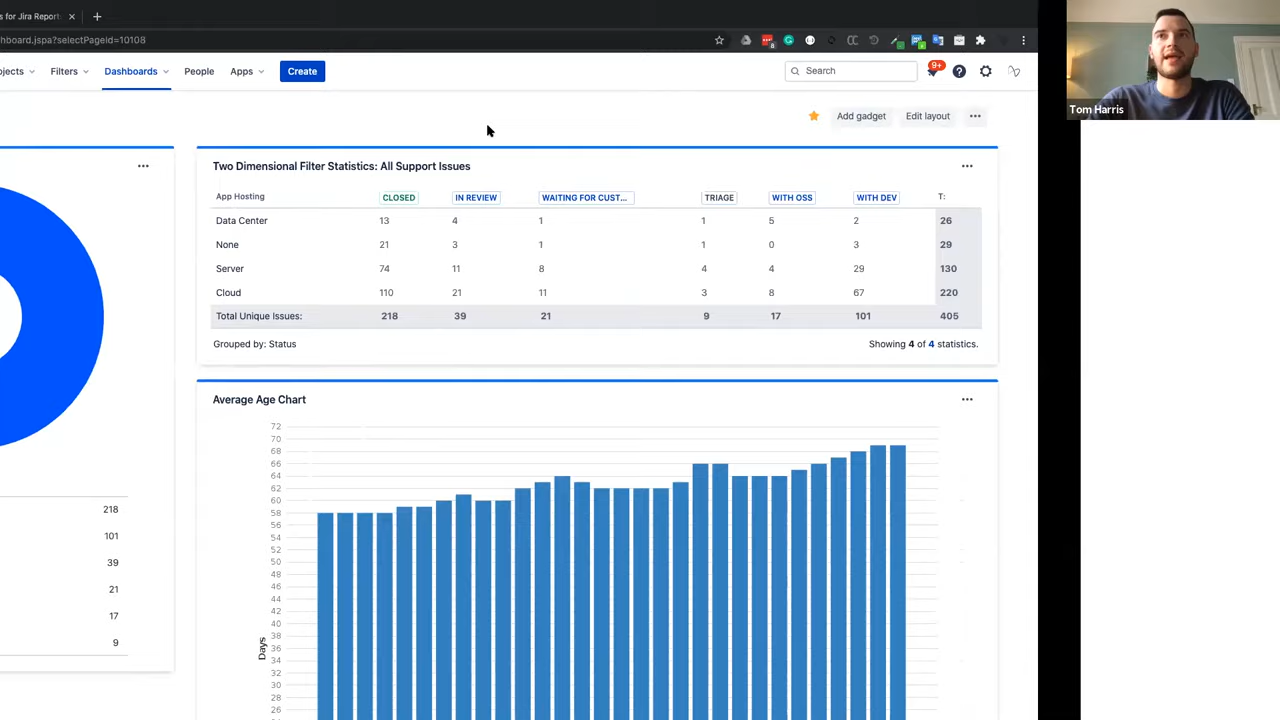 s for Jira Report
hboard.jspa?selectPageId=10108
ojects Filters Dashboards People Apps Create Search 9+
Tom Harris
Add gadget Edit layout
Two Dimensional Filter Statistics: All Support Issues
App Hosting CLOSED IN REVIEW WAITING FOR CUST... TRIAGE WITH OSS WITH DEV T:
Data Center 13 4 1 1 5 2 26
None 21 3 1 1 0 3 29
Server 74 11 8 4 4 29 130
Cloud 110 21 11 3 8 67 220
Total Unique Issues: 218 39 21 9 17 101 405
Grouped by: Status Showing 4 of 4 statistics.
Average Age Chart
72
70
68
66
64
62
60
58
56
54
52
50
48
46
44
42
40
38
36
34
32
30
28
26
Days
218
101
39
21
17
9